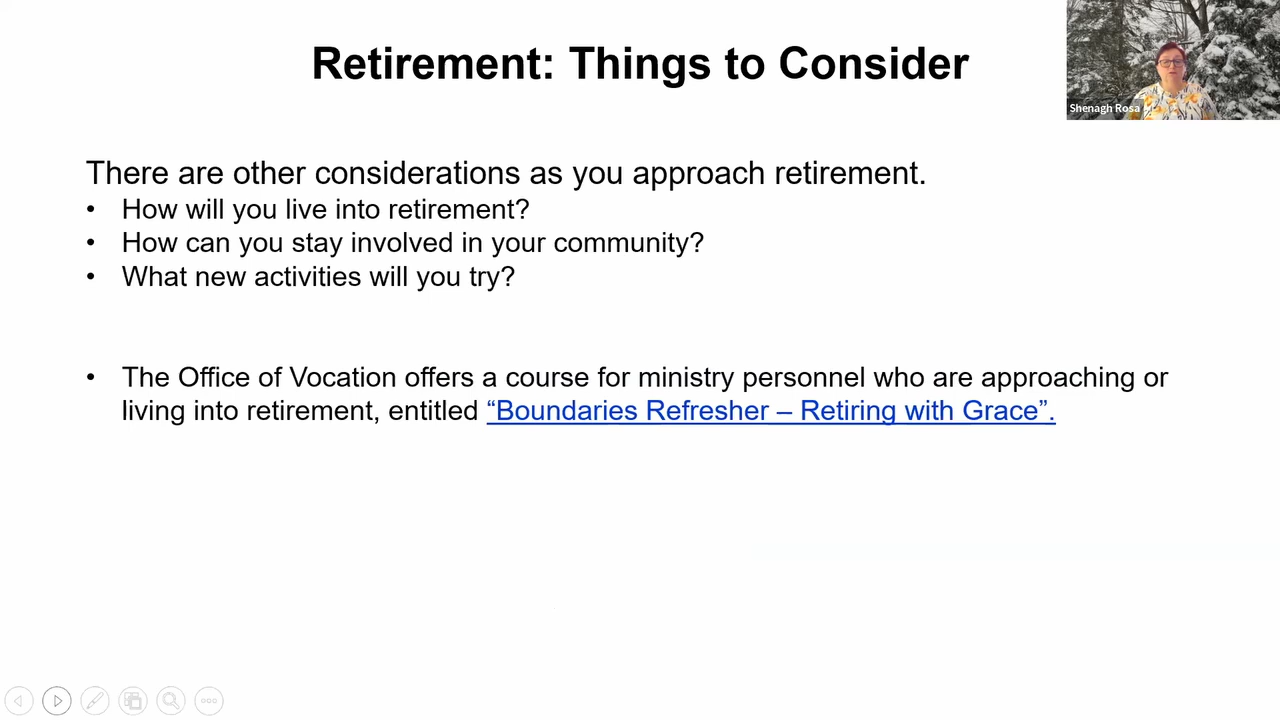 Retirement: Things to Consider
Shenagh Rosa
There are other considerations as you approach retirement.
• How will you live into retirement?
• How can you stay involved in your community?
• What new activities will you try?
• The Office of Vocation offers a course for ministry personnel who are approaching or
living into retirement, entitled “Boundaries Refresher – Retiring with Grace”.